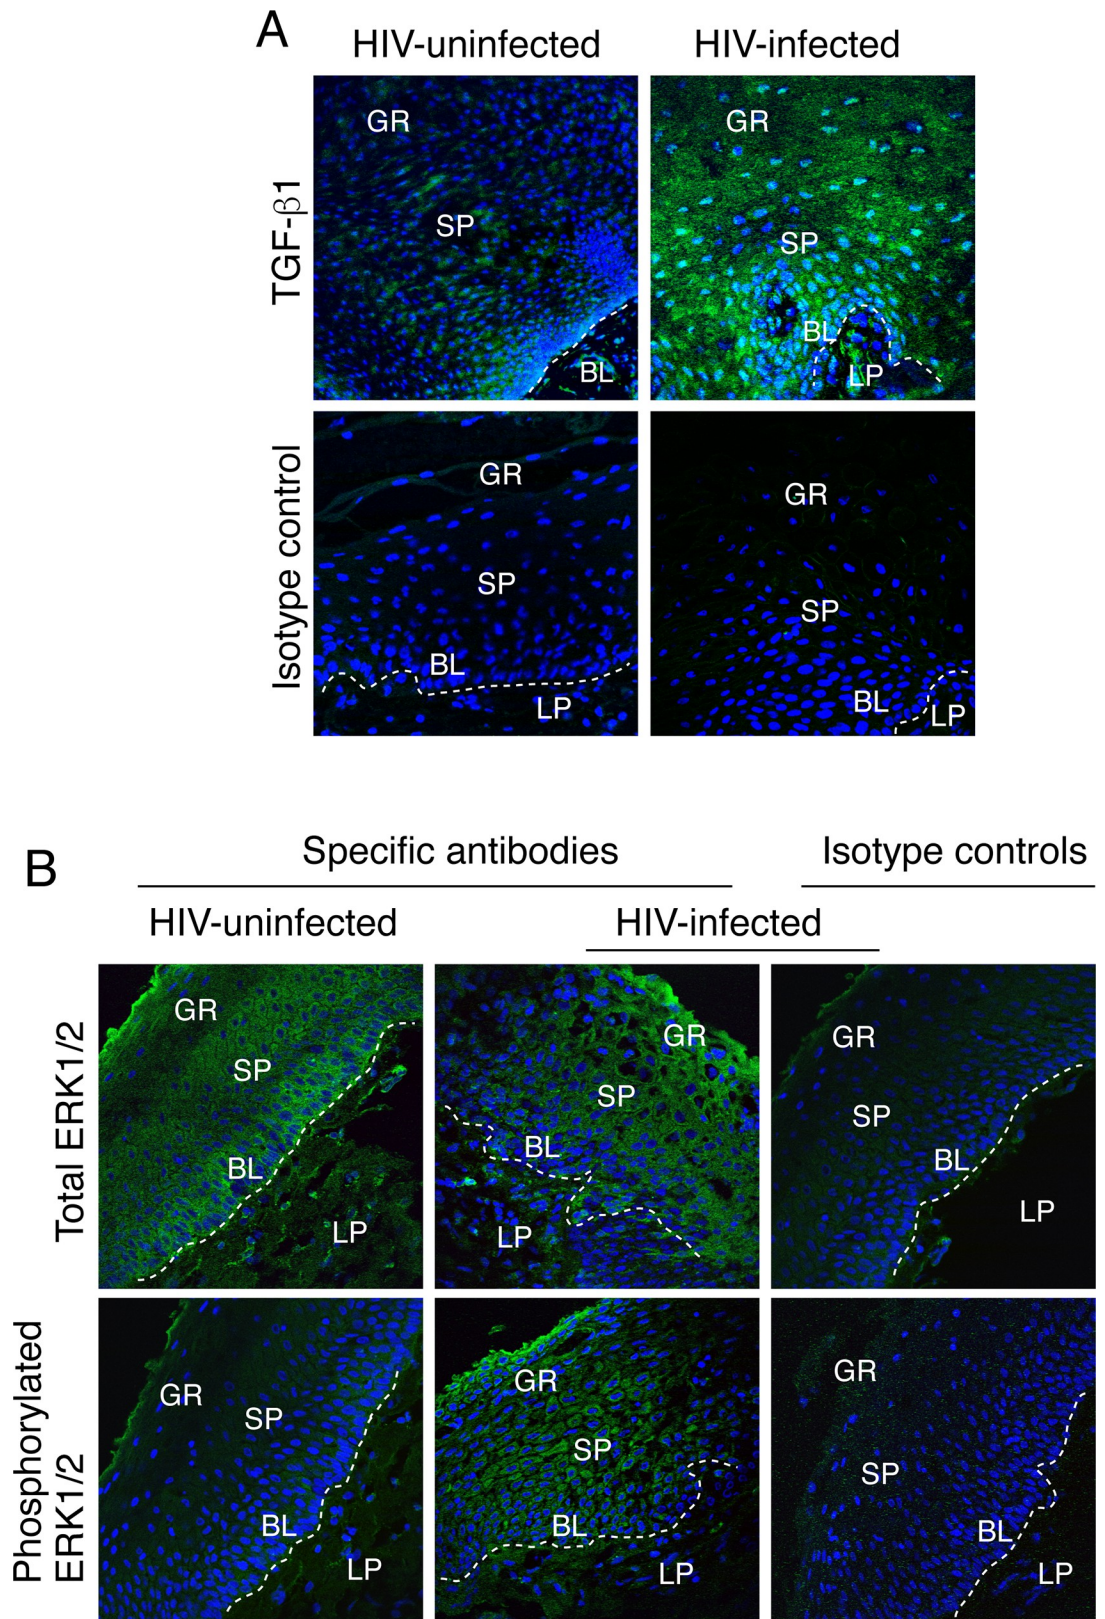 A
HIV-uninfected
HIV-infected
TGF-β1
GR
SP
BL
GR
SP
BL
LP
Isotype control
GR
SP
BL
LP
GR
SP
BL
LP
B
Specific antibodies
Isotype controls
HIV-uninfected
HIV-infected
Total ERK1/2
GR
SP
BL
LP
GR
SP
BL
LP
GR
SP
BL
LP
Phosphorylated
ERK1/2
GR
SP
BL
LP
GR
SP
BL
LP
GR
SP
BL
LP